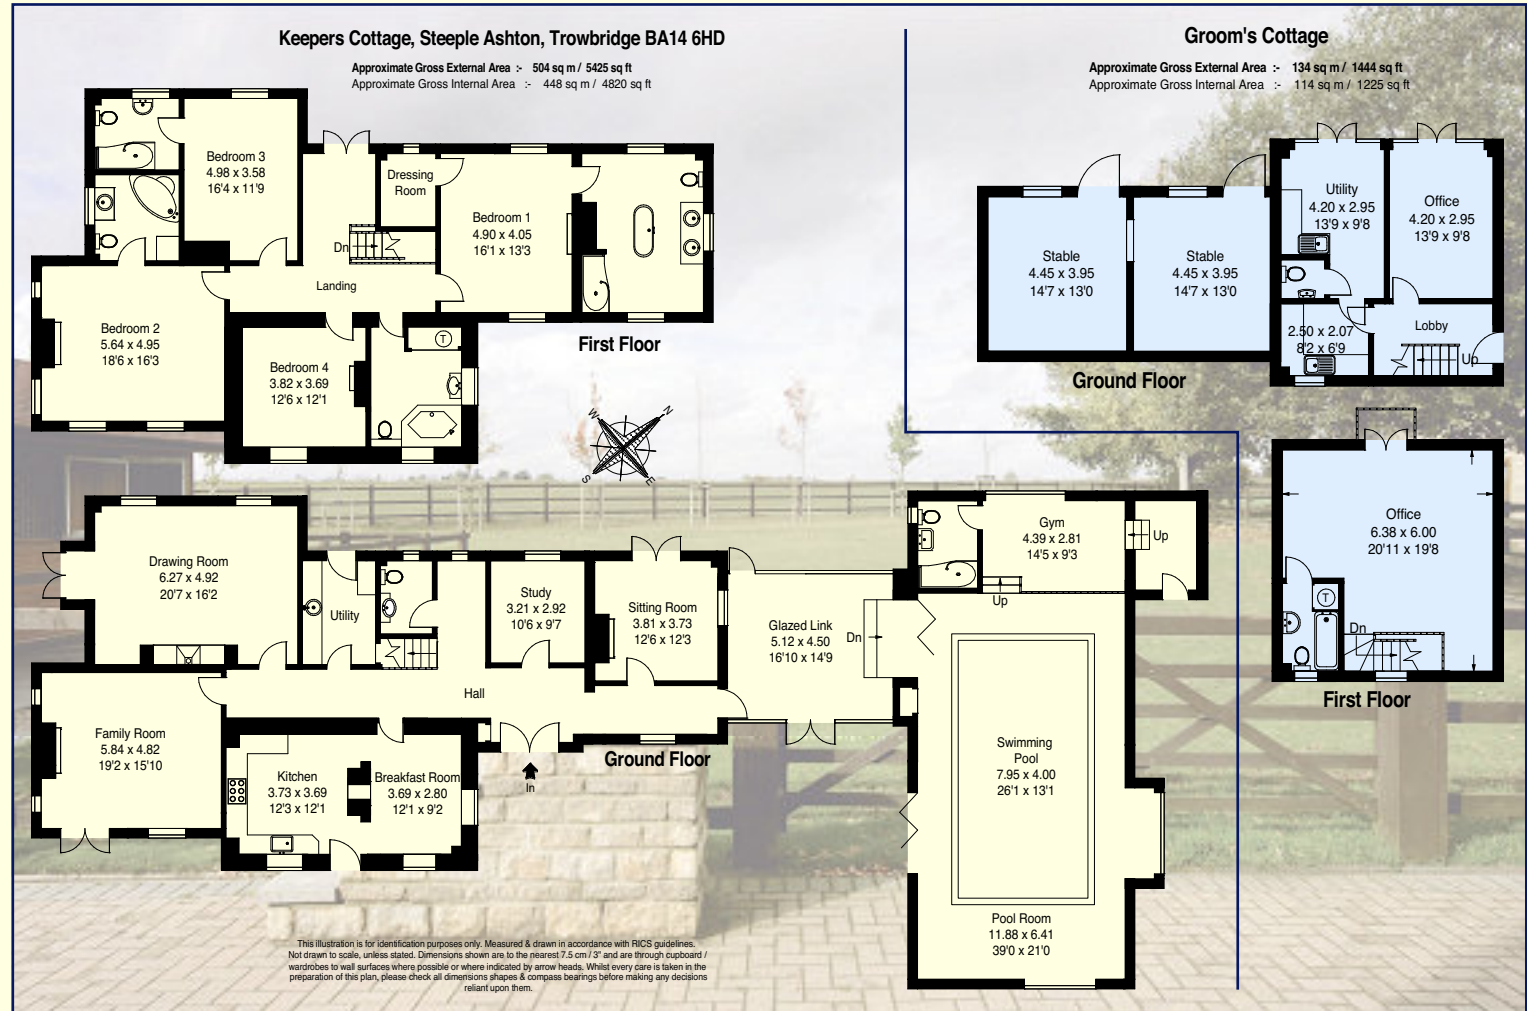 Keepers Cottage, Steeple Ashton, Trowbridge BA14 6HD
Approximate Gross External Area :- 504 sq m / 5425 sq ft
Approximate Gross Internal Area :- 448 sq m / 4820 sq ft
Groom's Cottage
Approximate Gross External Area :- 134 sq m / 1444 sq ft
Approximate Gross Internal Area :- 114 sq m / 1225 sq ft
Bedroom 3
4.98 x 3.58
16'4 x 11'9
Dressing
Room
Bedroom 1
4.90 x 4.05
16'1 x 13'3
Dn
Landing
Bedroom 2
5.64 x 4.95
18'6 x 16'3
Bedroom 4
3.82 x 3.69
12'6 x 12'1
T
First Floor
N
E
S
W
Stable
4.45 x 3.95
14'7 x 13'0
Stable
4.45 x 3.95
14'7 x 13'0
Utility
4.20 x 2.95
13'9 x 9'8
Office
4.20 x 2.95
13'9 x 9'8
2.50 x 2.07
8'2 x 6'9
Lobby
Up
Ground Floor
Drawing Room
6.27 x 4.92
20'7 x 16'2
Utility
Study
3.21 x 2.92
10'6 x 9'7
Sitting Room
3.81 x 3.73
12'6 x 12'3
Glazed Link
5.12 x 4.50
16'10 x 14'9
Dn
Gym
4.39 x 2.81
14'5 x 9'3
Up
Up
Hall
Family Room
5.84 x 4.82
19'2 x 15'10
Kitchen
3.73 x 3.69
12'3 x 12'1
Breakfast Room
3.69 x 2.80
12'1 x 9'2
In
Ground Floor
Swimming
Pool
7.95 x 4.00
26'1 x 13'1
Pool Room
11.88 x 6.41
39'0 x 21'0
Office
6.38 x 6.00
20'11 x 19'8
T
Dn
First Floor
This illustration is for identification purposes only. Measured & drawn in accordance with RICS guidelines.
Not drawn to scale, unless stated. Dimensions shown are to the nearest 7.5 cm / 3" and are through cupboard /
wardrobes to wall surfaces where possible or where indicated by arrow heads. Whilst every care is taken in the
preparation of this plan, please check all dimensions shapes & compass bearings before making any decisions
reliant upon them.